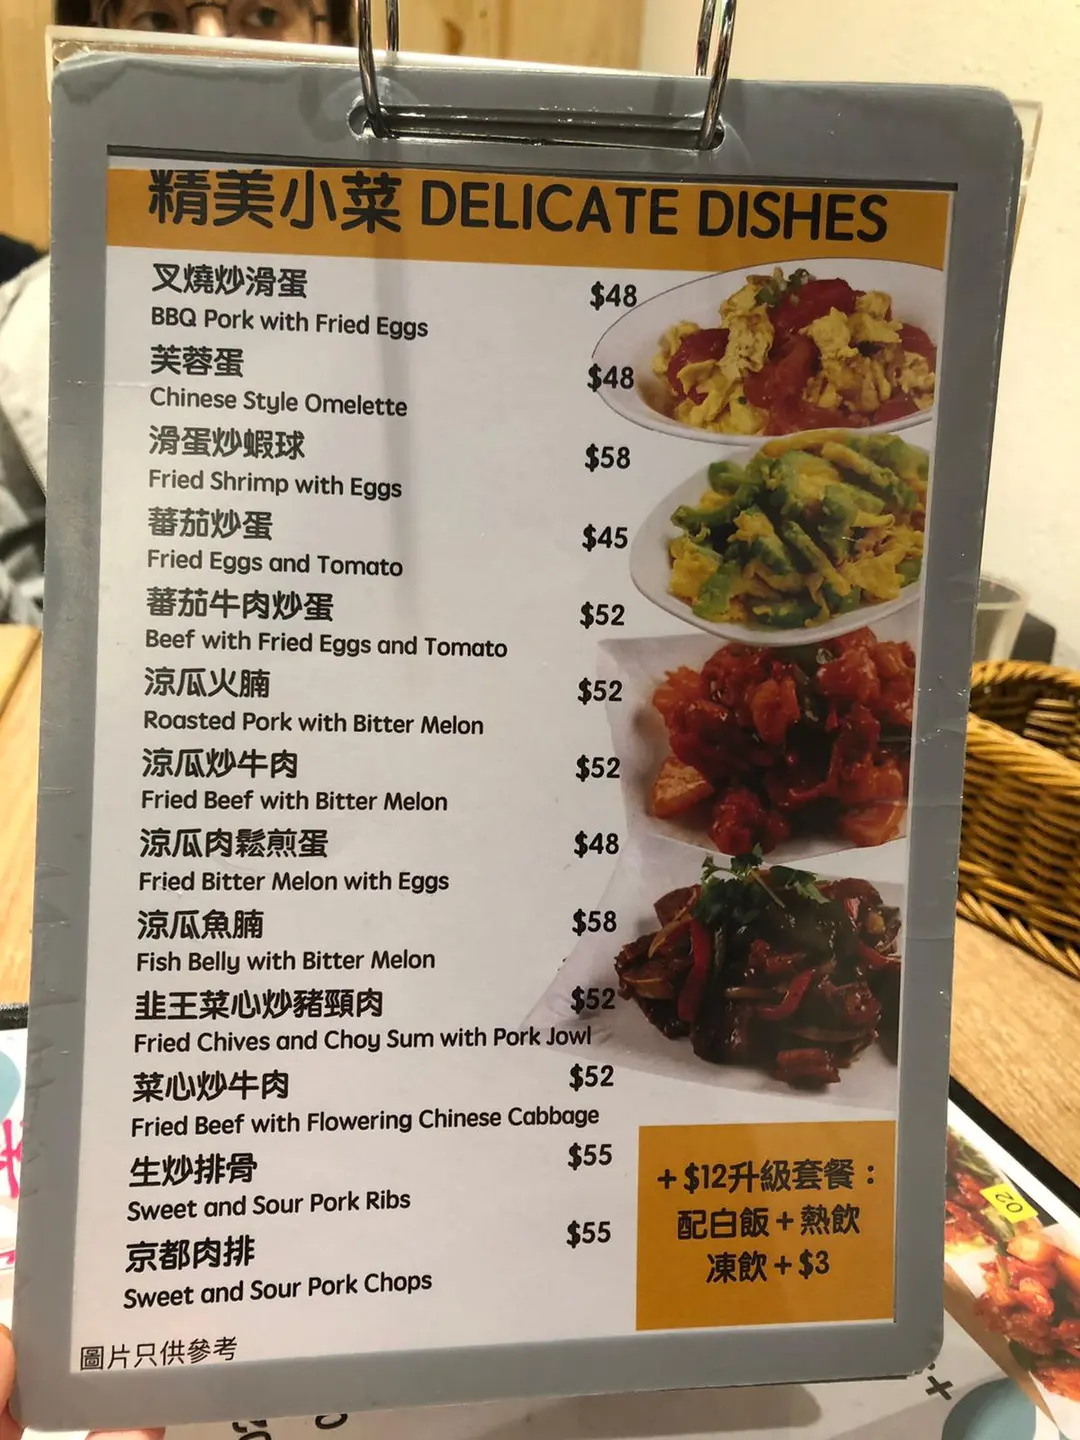 精美小菜 DELICATE DISHES
叉燒炒滑蛋 $48
BBQ Pork with Fried Eggs
芙蓉蛋 $48
Chinese Style Omelette
滑蛋炒蝦球 $58
Fried Shrimp with Eggs
蕃茄炒蛋 $45
Fried Eggs and Tomato
蕃茄牛肉炒蛋 $52
Beef with Fried Eggs and Tomato
涼瓜火腩 $52
Roasted Pork with Bitter Melon
涼瓜炒牛肉 $52
Fried Beef with Bitter Melon
涼瓜肉鬆煎蛋 $48
Fried Bitter Melon with Eggs
涼瓜魚腩 $58
Fish Belly with Bitter Melon
韭王菜心炒豬頸肉 $52
Fried Chives and Choy Sum with Pork Jowl
菜心炒牛肉 $52
Fried Beef with Flowering Chinese Cabbage
生炒排骨 $55
Sweet and Sour Pork Ribs
京都肉排 $55
Sweet and Sour Pork Chops
+ $12升級套餐：
配白飯 + 熱飲
凍飲 + $3
圖片只供參考
02